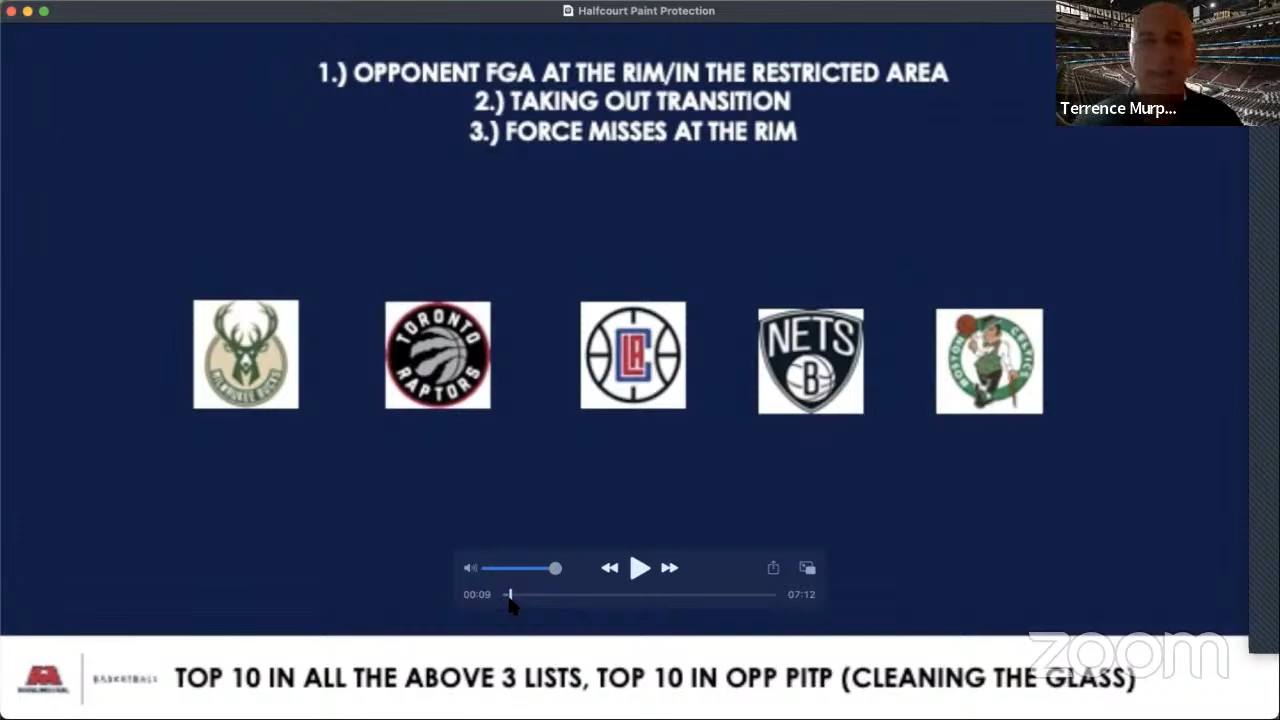 Halfcourt Paint Protection
Terrence Murp...
1.) OPPONENT FGA AT THE RIM/IN THE RESTRICTED AREA
2.) TAKING OUT TRANSITION
3.) FORCE MISSES AT THE RIM
MILWAUKEE BUCKS
TORONTO
RAPTORS
LA
NETS
B
BOSTON CELTICS
00:09
07:12
zoom
BASKETBALL
TOP 10 IN ALL THE ABOVE 3 LISTS, TOP 10 IN OPP PITP (CLEANING THE GLASS)